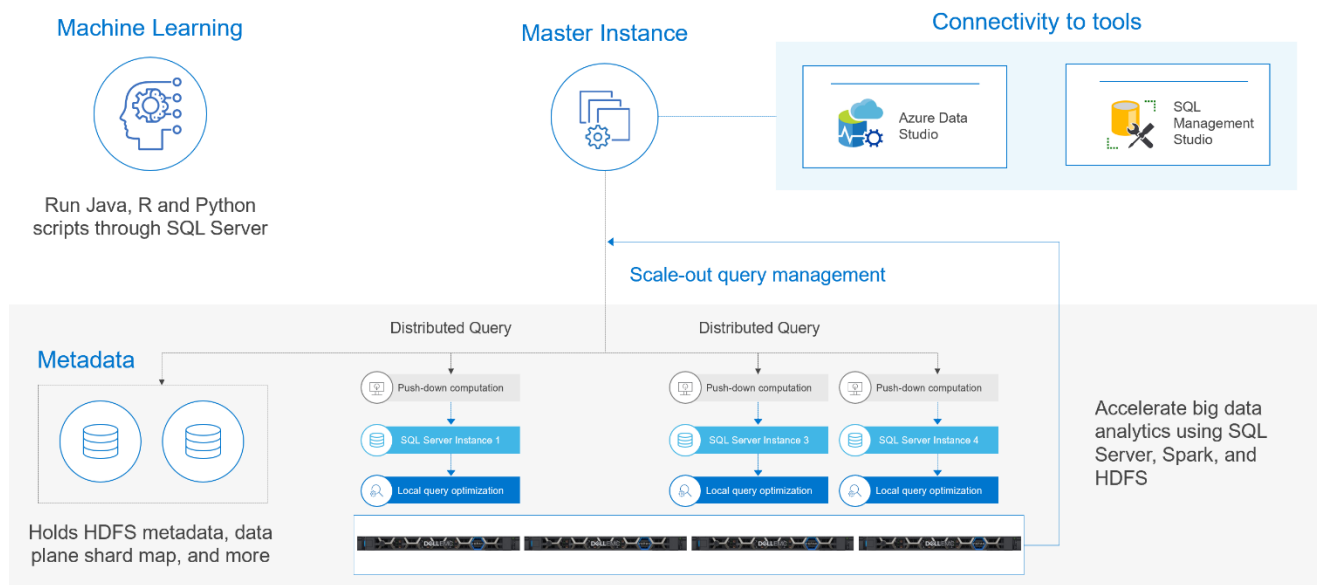 Machine Learning
Master Instance
Connectivity to tools
Azure Data
Studio
SQL
Management
Studio
Run Java, R and Python
scripts through SQL Server
Scale-out query management
Distributed Query
Distributed Query
Metadata
Push-down computation
Push-down computation
Push-down computation
SQL Server Instance 1
SQL Server Instance 3
SQL Server Instance 4
Local query optimization
Local query optimization
Local query optimization
Accelerate big data
analytics using SQL
Server, Spark, and
HDFS
Holds HDFS metadata, data
plane shard map, and more
DELLEMC
DELLEMC
DELLEMC
DELLEMC